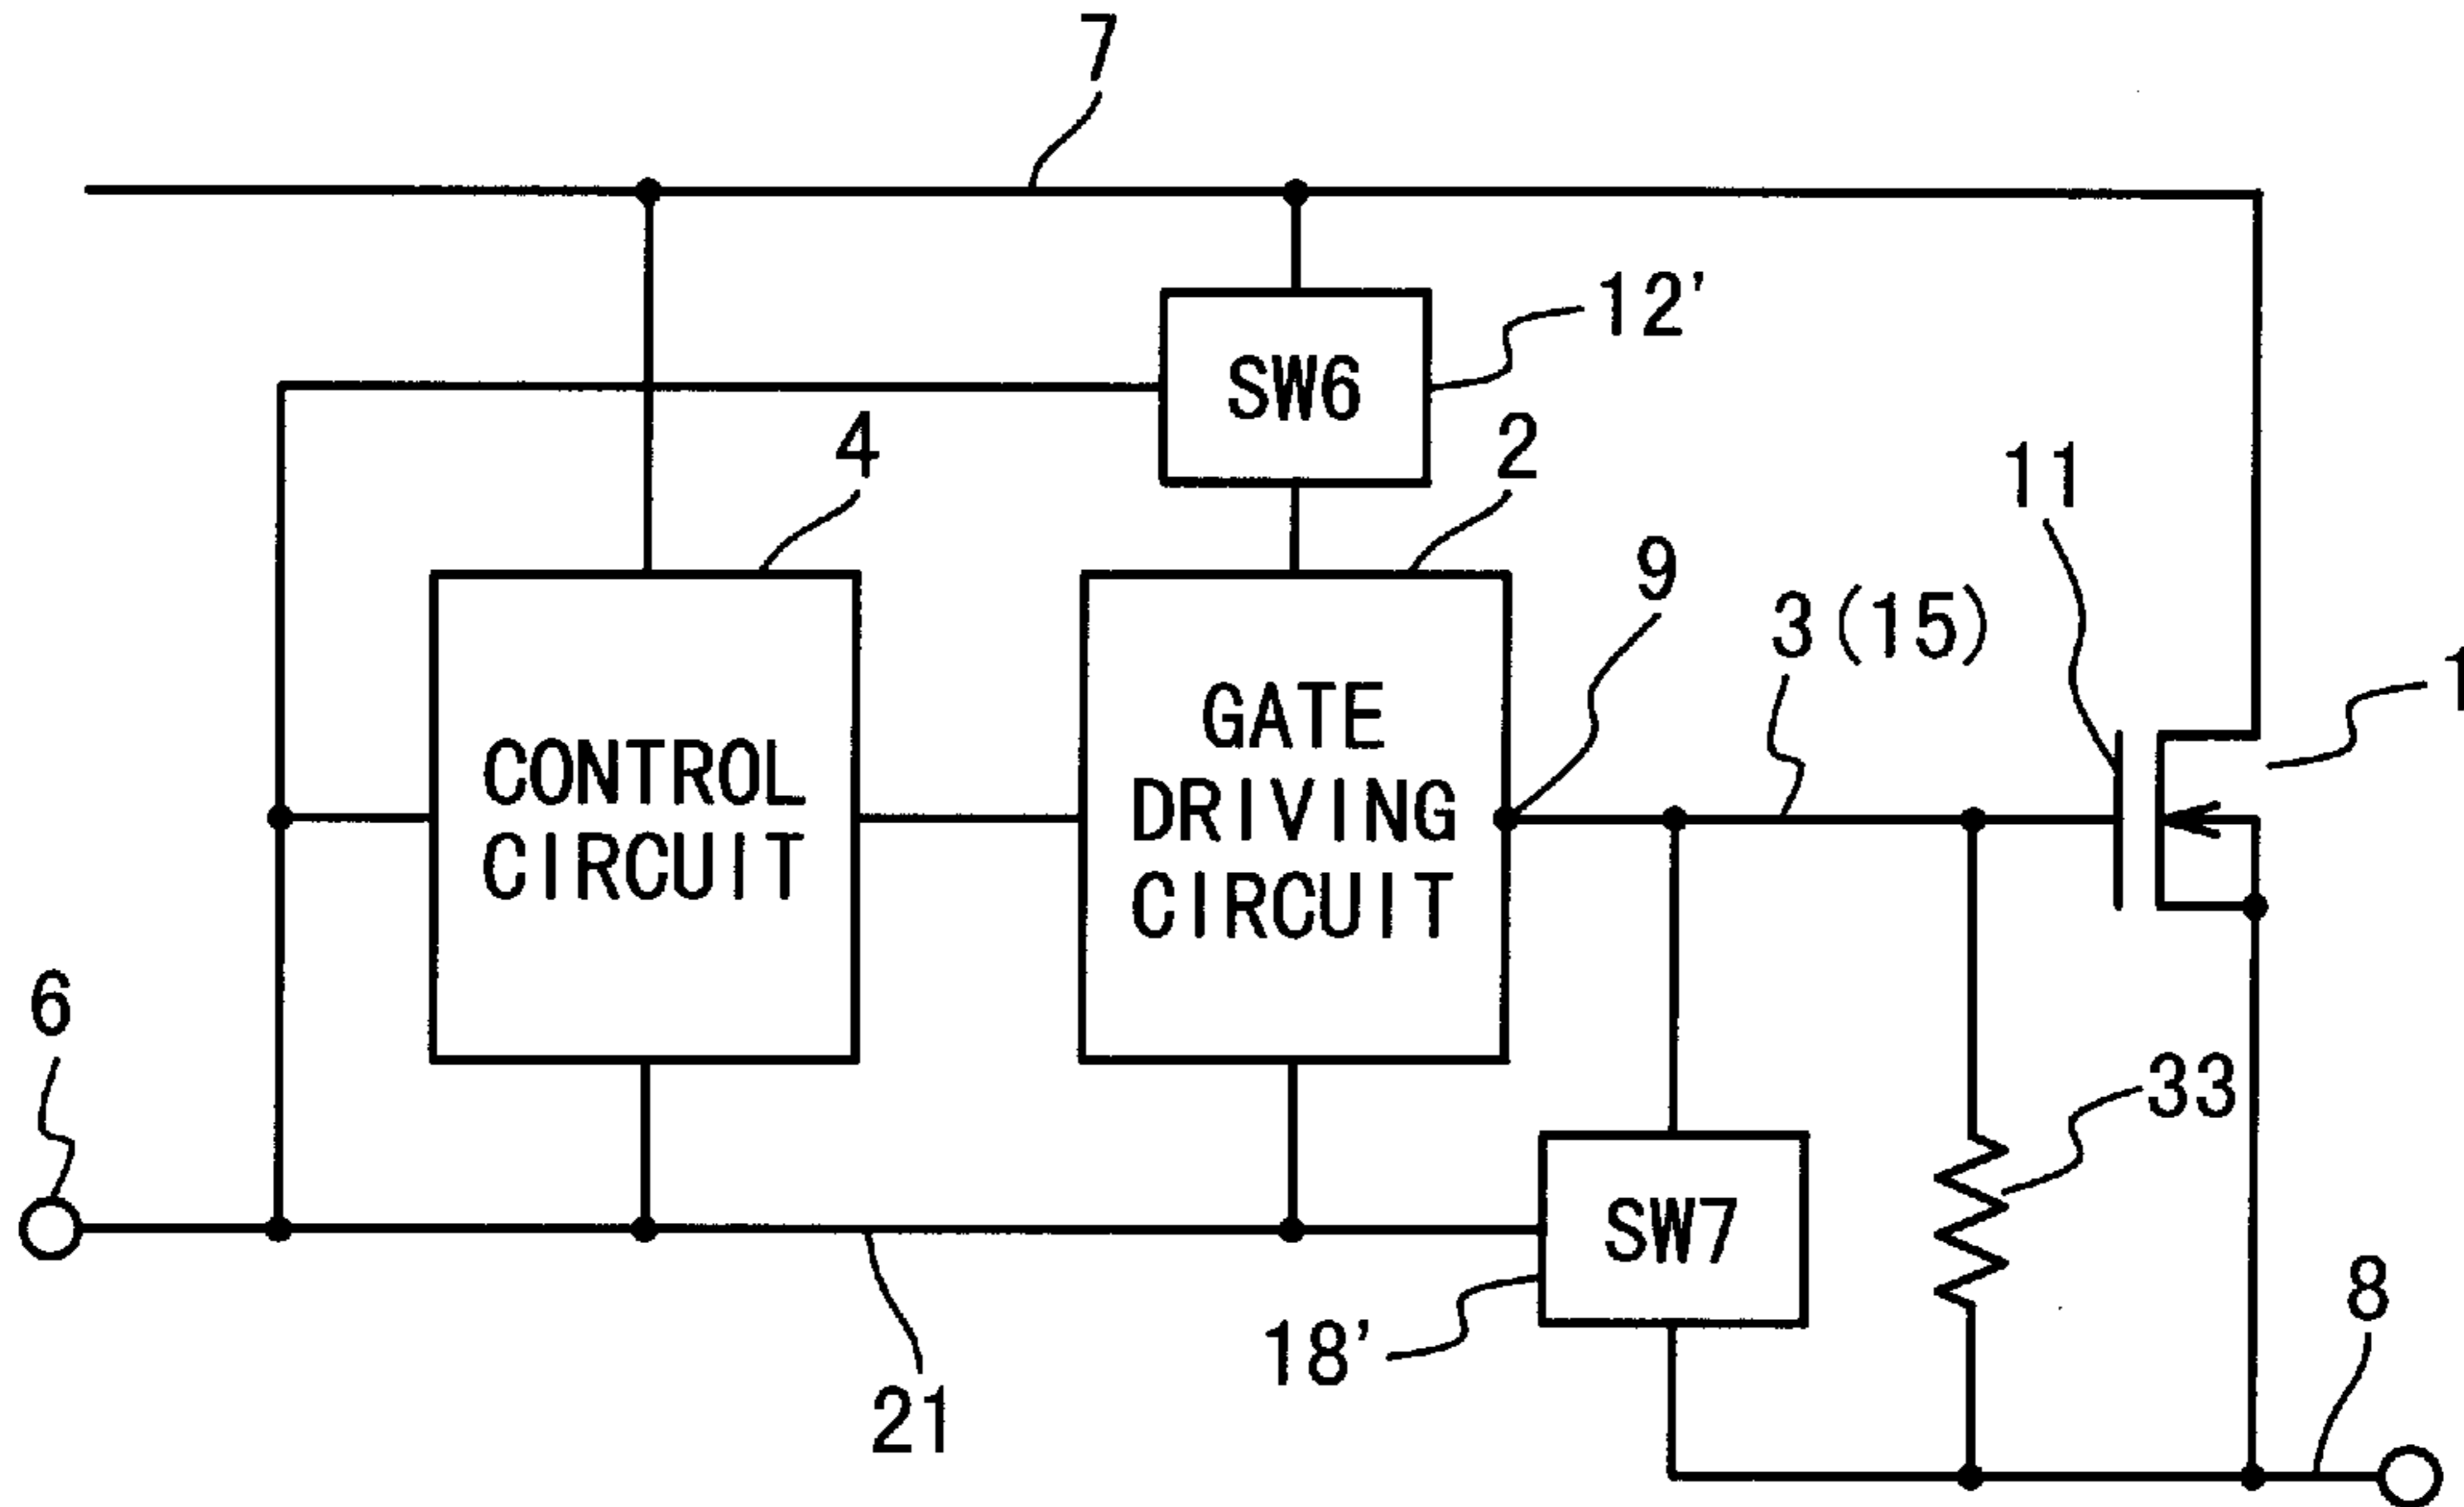 7
12'
SW6
4
2
11
9
3(15)
1
GATE
DRIVING
CIRCUIT
CONTROL
CIRCUIT
6
33
SW7
18'
8
21